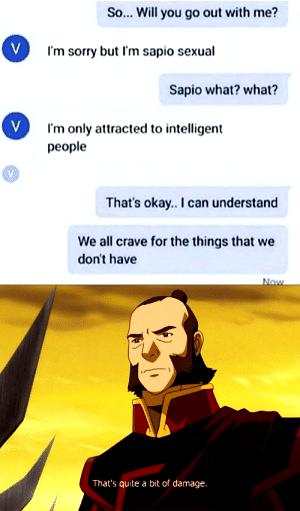 So... Will you go out with me?
V
I'm sorry but I'm sapio sexual
Sapio what? what?
V
I'm only attracted to intelligent
people
V
That's okay.. I can understand
We all crave for the things that we
don't have
Now
That's quite a bit of damage.